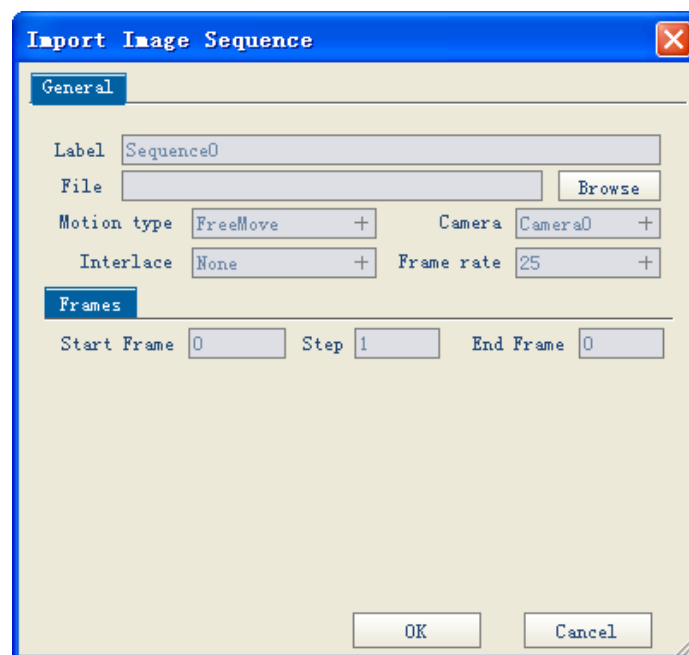 Import Image Sequence
General
Label Sequence0
File Browse
Motion type FreeMove + Camera Camera0 +
Interlace None + Frame rate 25 +
Frames
Start Frame 0 Step 1 End Frame 0
OK Cancel